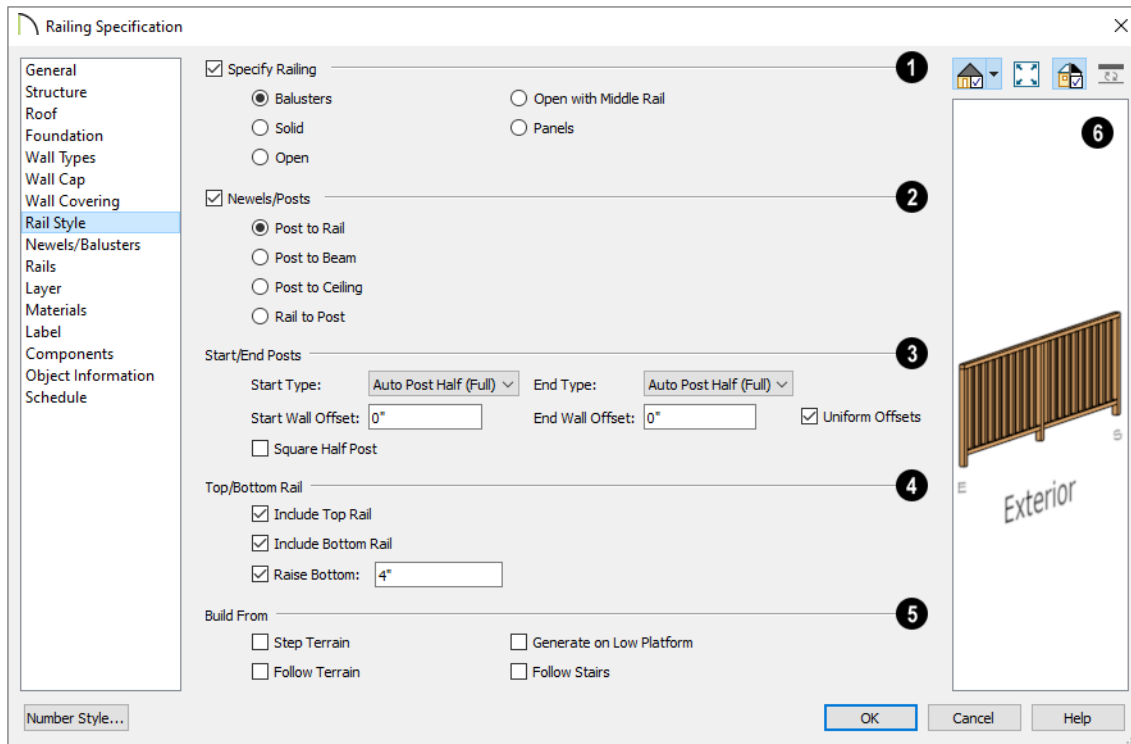 Railing Specification
General
Structure
Roof
Foundation
Wall Types
Wall Cap
Wall Covering
Rail Style
Newels/Balusters
Rails
Layer
Materials
Label
Components
Object Information
Schedule
Specify Railing 1
Balusters Open with Middle Rail
Solid Panels
Open
Newels/Posts 2
Post to Rail
Post to Beam
Post to Ceiling
Rail to Post
Start/End Posts 3
Start Type: Auto Post Half (Full) End Type: Auto Post Half (Full)
Start Wall Offset: 0" End Wall Offset: 0" Uniform Offsets
Square Half Post
Top/Bottom Rail 4
Include Top Rail
Include Bottom Rail
Raise Bottom: 4"
Build From 5
Step Terrain Generate on Low Platform
Follow Terrain Follow Stairs
6
S
E
Exterior
Number Style... OK Cancel Help